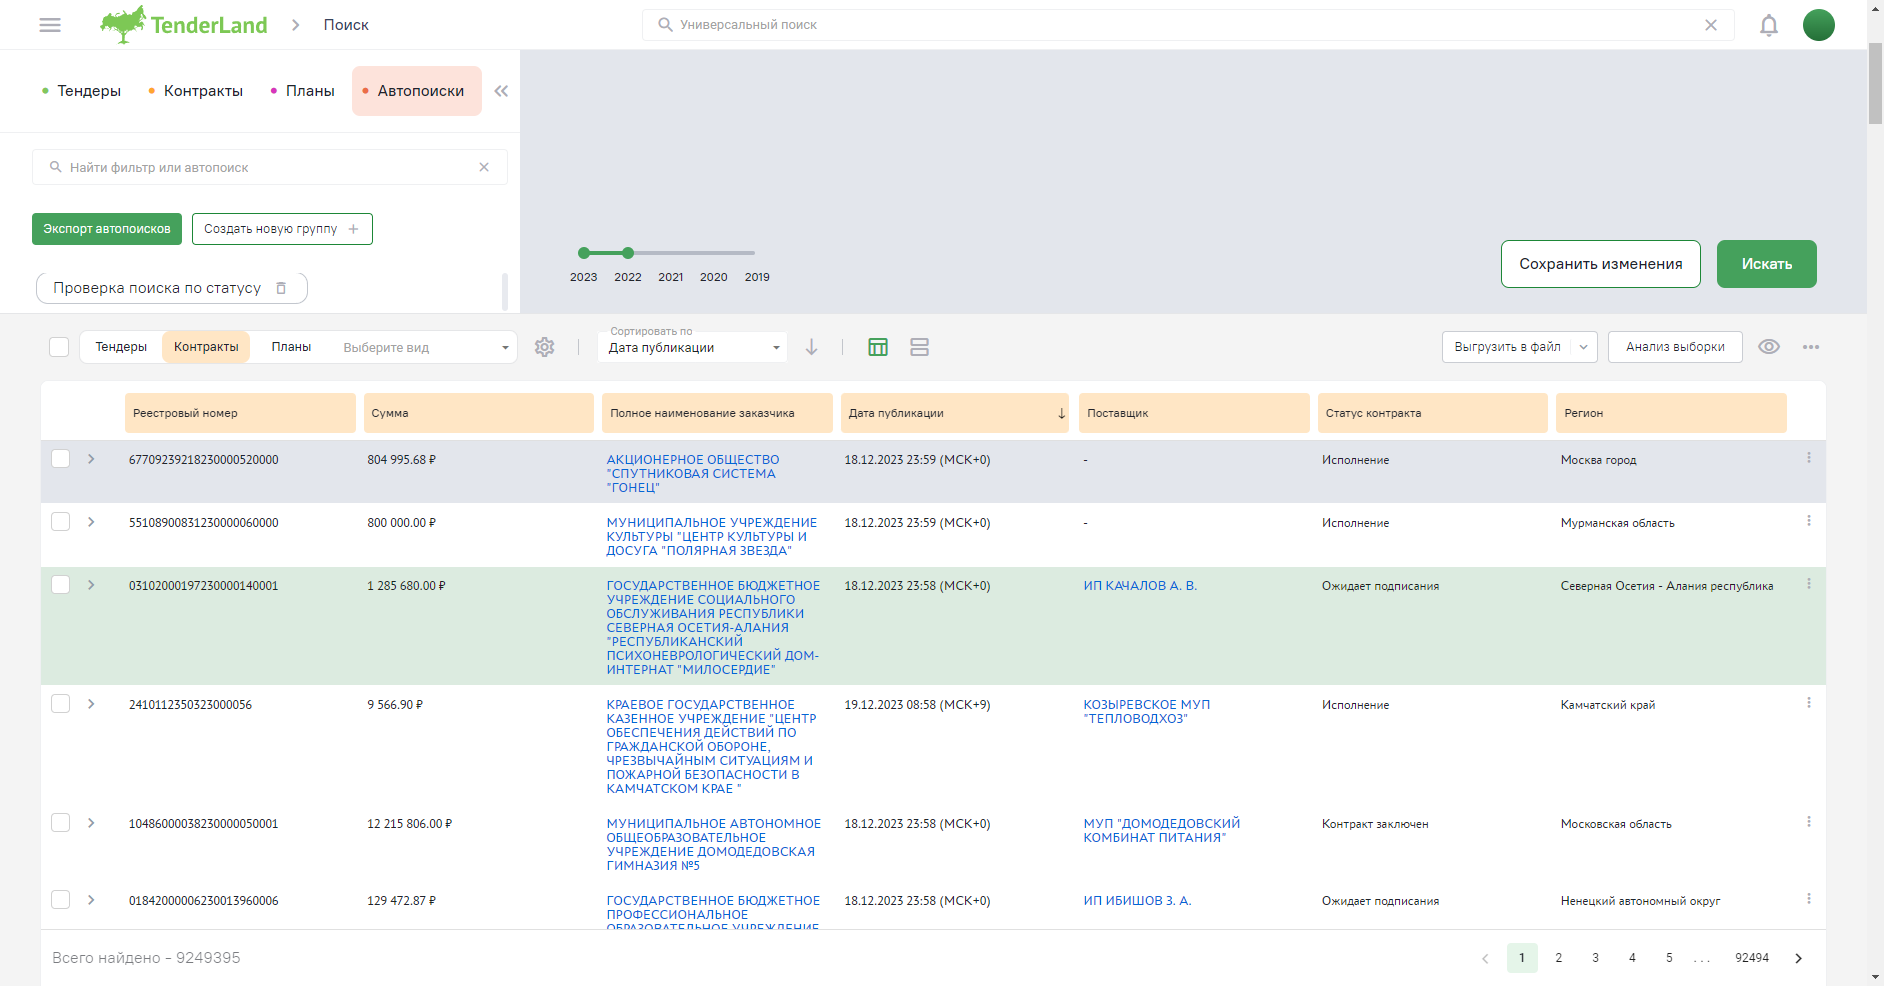 TenderLand
Поиск
Универсальный поиск
Тендеры
Контракты
Планы
Автопоиски
Найти фильтр или автопоиск
Экспорт автопоисков
Создать новую группу
Проверка поиска по статусу
2023
2022
2021
2020
2019
Сохранить изменения
Искать
Тендеры
Контракты
Планы
Выберите вид
Сортировать по
Дата публикации
Выгрузить в файл
Анализ выборки
Реестровый номер
Сумма
Полное наименование заказчика
Дата публикации
Поставщик
Статус контракта
Регион
67709239218230000520000
804 995.68 ₽
АКЦИОНЕРНОЕ ОБЩЕСТВО
"СПУТНИКОВАЯ СИСТЕМА
"ГОНЕЦ"
18.12.2023 23:59 (МСК+0)
-
Исполнение
Москва город
55108900831230000060000
800 000.00 ₽
МУНИЦИПАЛЬНОЕ УЧРЕЖДЕНИЕ
КУЛЬТУРЫ "ЦЕНТР КУЛЬТУРЫ И
ДОСУГА "ПОЛЯРНАЯ ЗВЕЗДА"
18.12.2023 23:59 (МСК+0)
-
Исполнение
Мурманская область
03102000197230000140001
1 285 680.00 ₽
ГОСУДАРСТВЕННОЕ БЮДЖЕТНОЕ
УЧРЕЖДЕНИЕ СОЦИАЛЬНОГО
ОБСЛУЖИВАНИЯ РЕСПУБЛИКИ
СЕВЕРНАЯ ОСЕТИЯ-АЛАНИЯ
"РЕСПУБЛИКАНСКИЙ
ПСИХОНЕВРОЛОГИЧЕСКИЙ ДОМ-
ИНТЕРНАТ "МИЛОСЕРДИЕ"
18.12.2023 23:58 (МСК+0)
ИП КАЧАЛОВ А. В.
Ожидает подписания
Северная Осетия - Алания республика
2410112350323000056
9 566.90 ₽
КРАЕВОЕ ГОСУДАРСТВЕННОЕ
КАЗЕННОЕ УЧРЕЖДЕНИЕ "ЦЕНТР
ОБЕСПЕЧЕНИЯ ДЕЙСТВИЙ ПО
ГРАЖДАНСКОЙ ОБОРОНЕ,
ЧРЕЗВЫЧАЙНЫМ СИТУАЦИЯМ И
ПОЖАРНОЙ БЕЗОПАСНОСТИ В
КАМЧАТСКОМ КРАЕ "
19.12.2023 08:58 (МСК+9)
КОЗЫРЕВСКОЕ МУП
"ТЕПЛОВОДХОЗ"
Исполнение
Камчатский край
10486000038230000050001
12 215 806.00 ₽
МУНИЦИПАЛЬНОЕ АВТОНОМНОЕ
ОБЩЕОБРАЗОВАТЕЛЬНОЕ
УЧРЕЖДЕНИЕ ДОМОДЕДОВСКАЯ
ГИМНАЗИЯ №5
18.12.2023 23:58 (МСК+0)
МУП "ДОМОДЕДОВСКИЙ
КОМБИНАТ ПИТАНИЯ"
Контракт заключен
Московская область
01842000006230013960006
129 472.87 ₽
ГОСУДАРСТВЕННОЕ БЮДЖЕТНОЕ
ПРОФЕССИОНАЛЬНОЕ
ОБРАЗОВАТЕЛЬНОЕ УЧРЕЖДЕНИЕ
18.12.2023 23:58 (МСК+0)
ИП ИБИШОВ З. А.
Ожидает подписания
Ненецкий автономный округ
Всего найдено - 9249395
1
2
3
4
5
...
92494